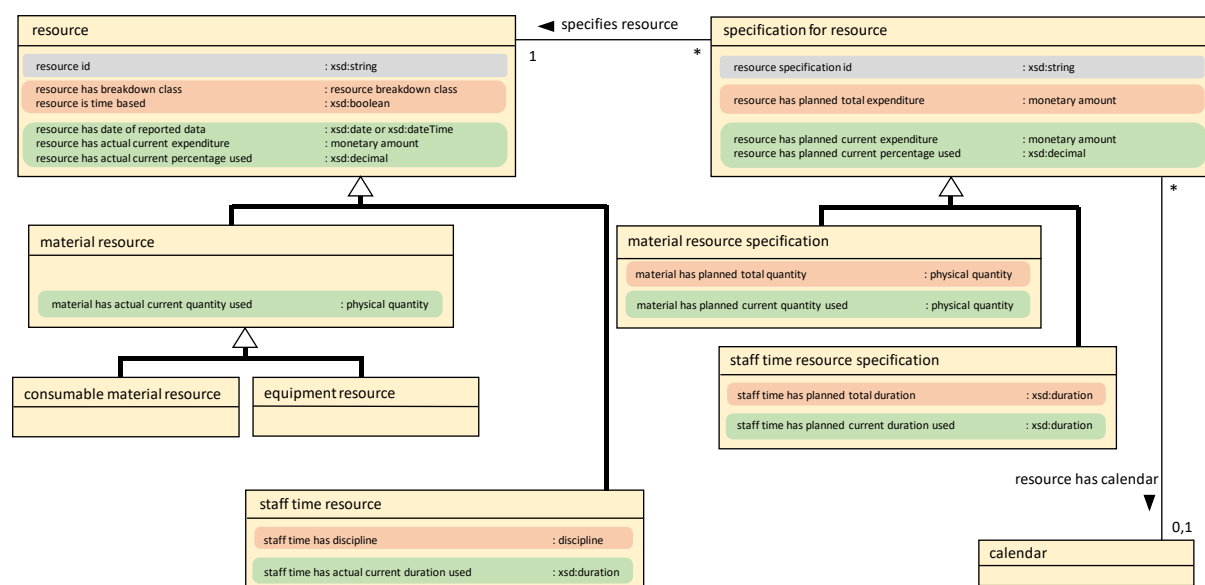 specifies resource
1
*
resource
resource id : xsd:string
resource has breakdown class : resource breakdown class
resource is time based : xsd:boolean
resource has date of reported data : xsd:date or xsd:dateTime
resource has actual current expenditure : monetary amount
resource has actual current percentage used : xsd:decimal
specification for resource
resource specification id : xsd:string
resource has planned total expenditure : monetary amount
resource has planned current expenditure : monetary amount
resource has planned current percentage used : xsd:decimal
*
material resource
material has actual current quantity used : physical quantity
material resource specification
material has planned total quantity : physical quantity
material has planned current quantity used : physical quantity
staff time resource specification
staff time has planned total duration : xsd:duration
staff time has planned current duration used : xsd:duration
consumable material resource
equipment resource
resource has calendar
0,1
staff time resource
staff time has discipline : discipline
staff time has actual current duration used : xsd:duration
calendar